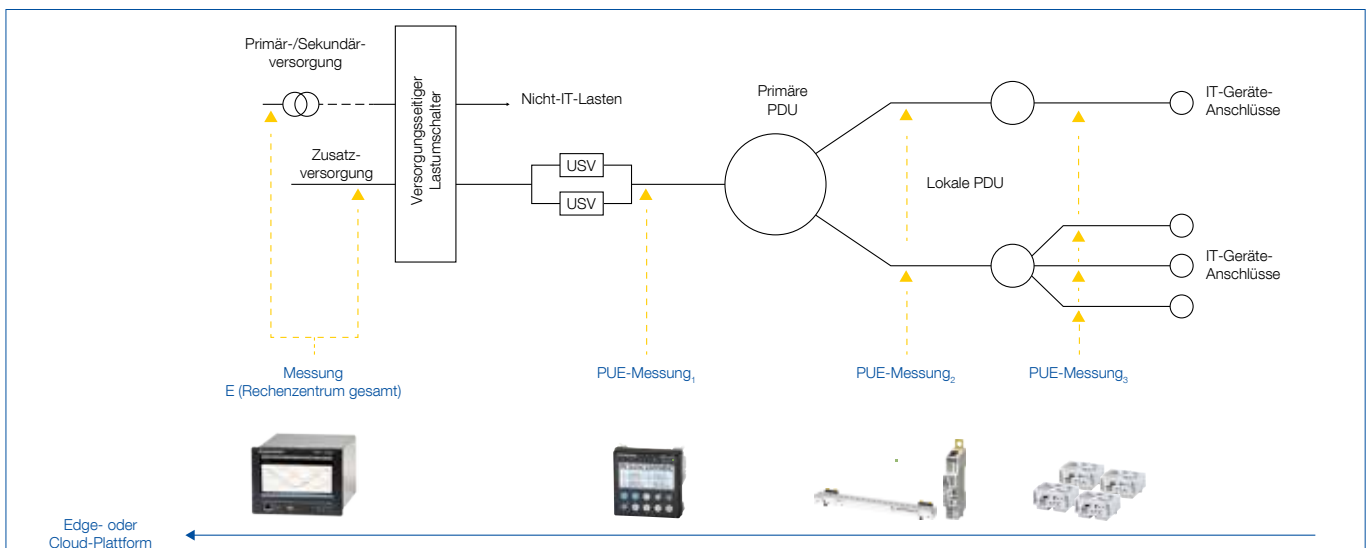 Primär-/Sekundär-
versorgung
Versorgungsseitiger
Lastumschalter
Nicht-IT-Lasten
Primäre
PDU
IT-Geräte-
Anschlüsse
Zusatz-
versorgung
USV
USV
Lokale PDU
IT-Geräte-
Anschlüsse
Messung
E (Rechenzentrum gesamt)
PUE-Messung₁
PUE-Messung₂
PUE-Messung₃
Edge- oder
Cloud-Plattform